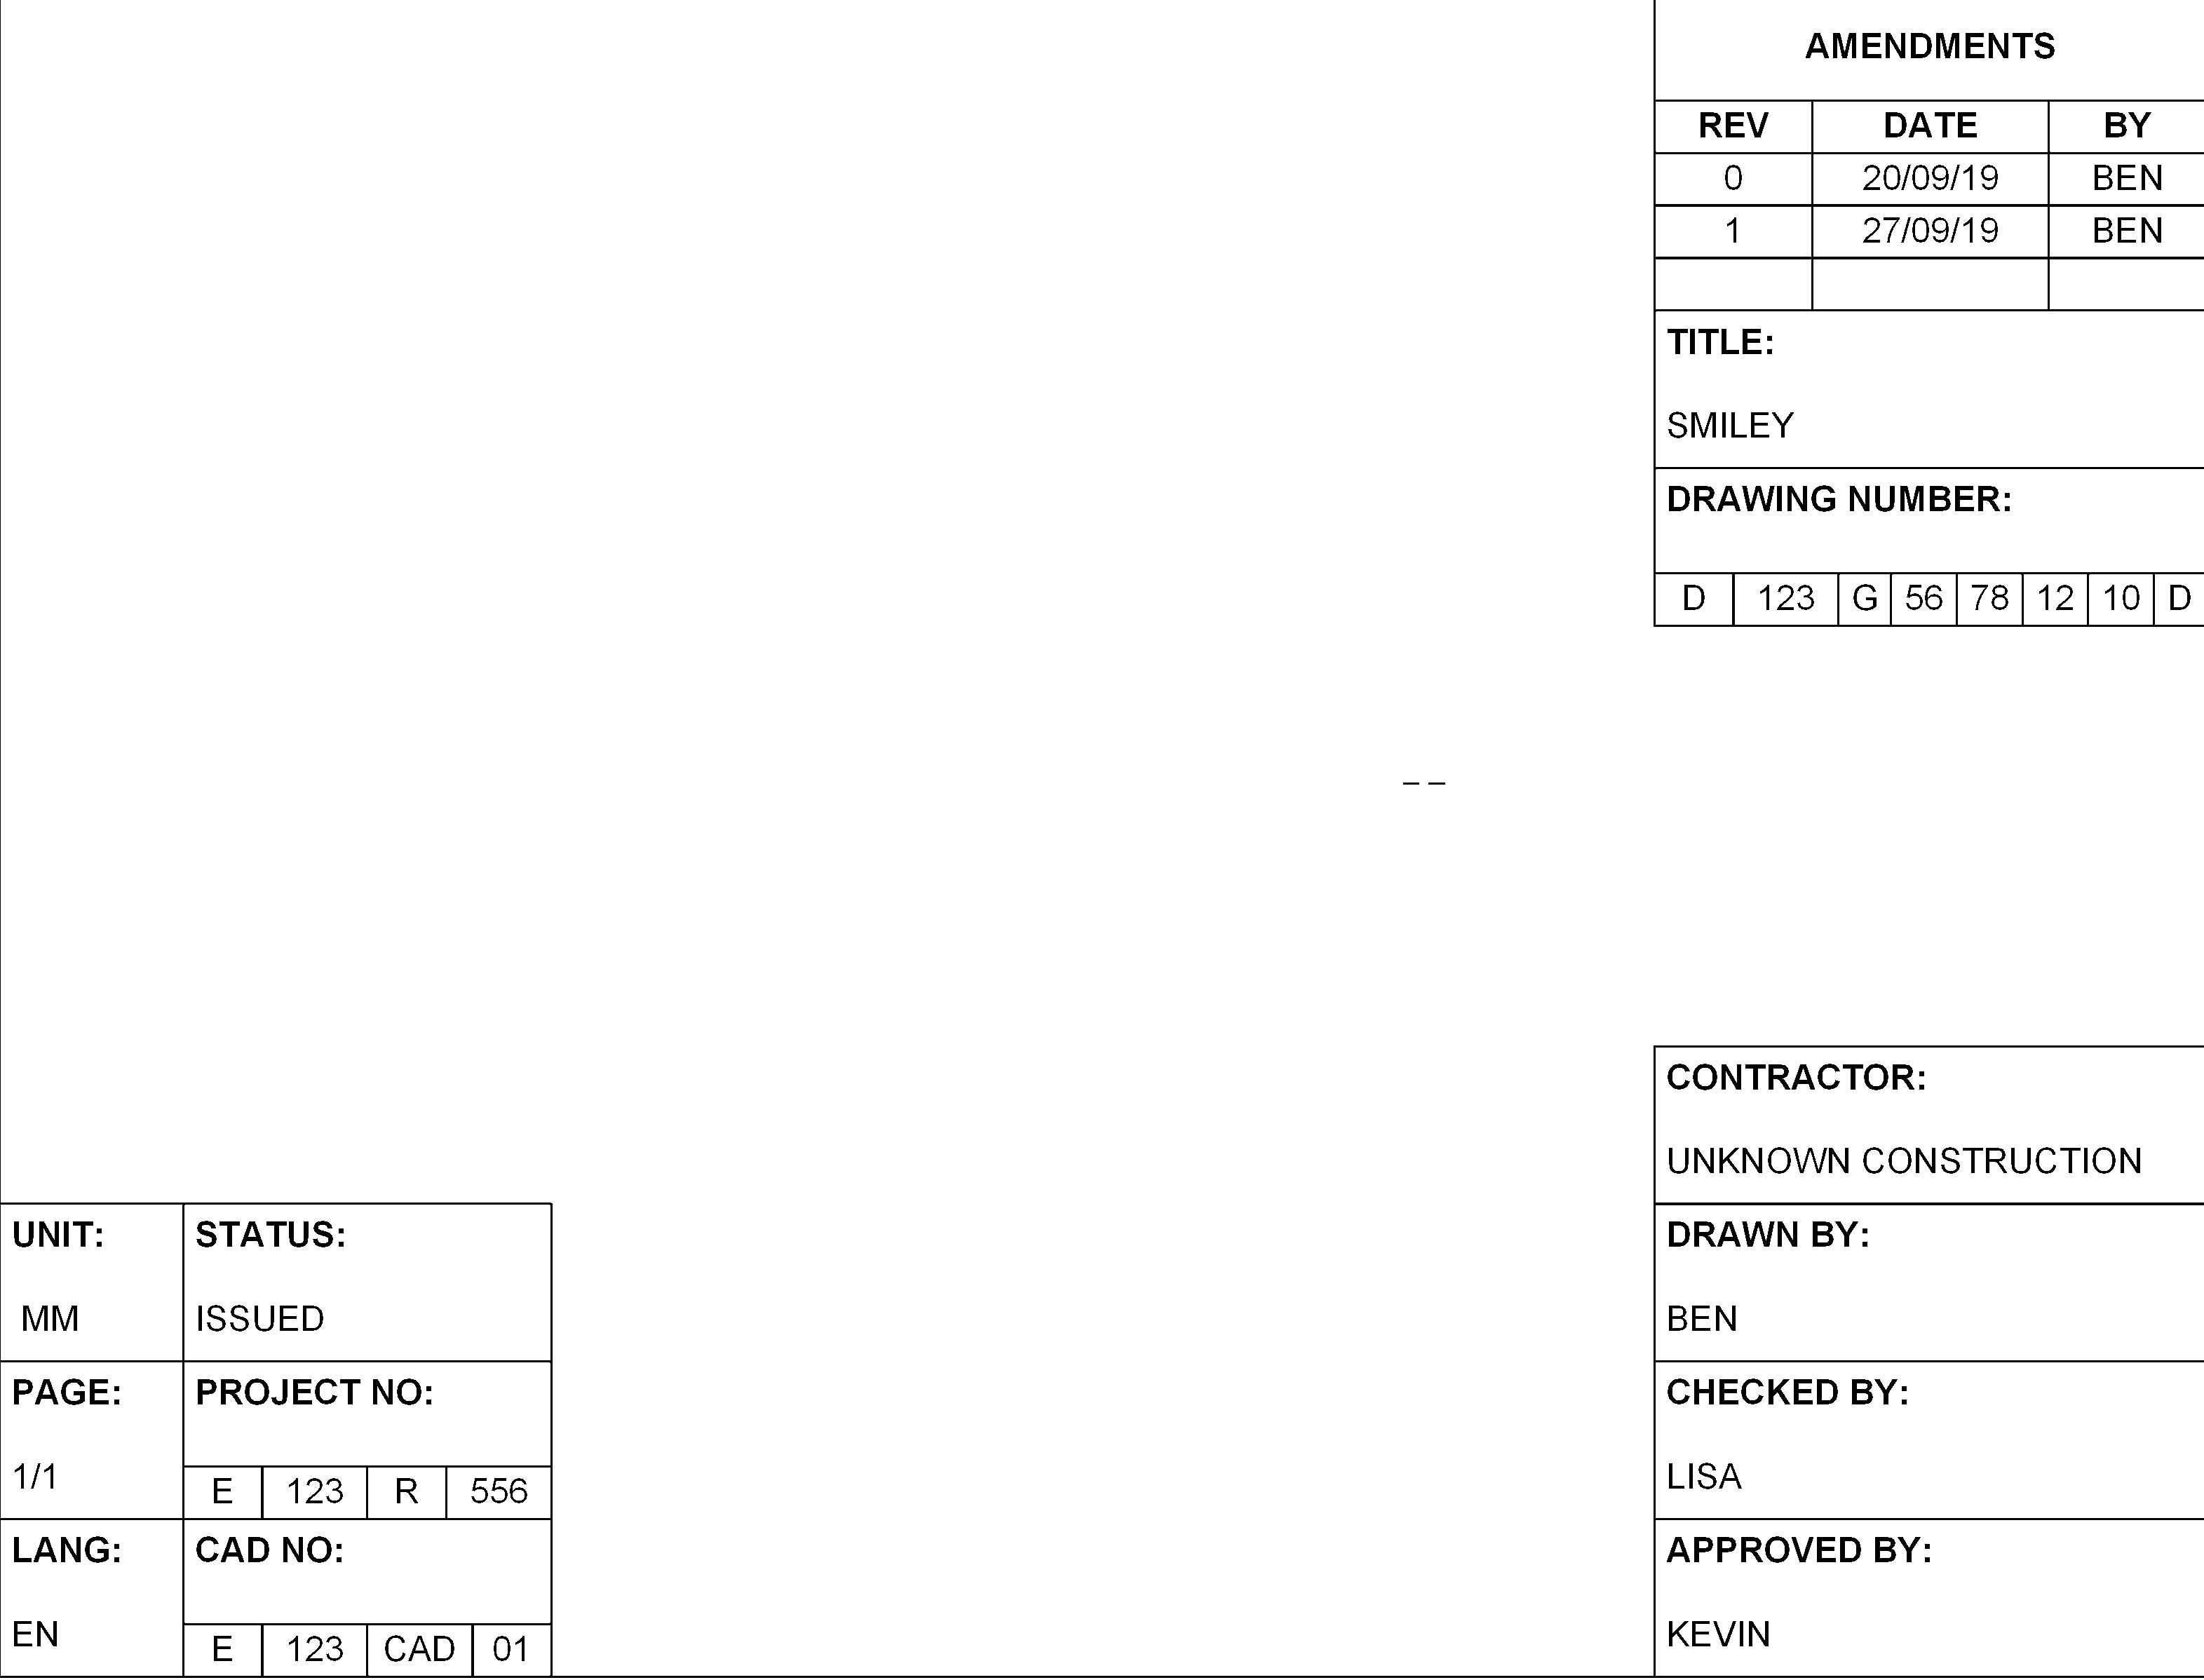 AMENDMENTS
REV DATE BY
0 20/09/19 BEN
1 27/09/19 BEN
TITLE:
SMILEY
DRAWING NUMBER:
D 123 G 56 78 12 10 D
CONTRACTOR:
UNKNOWN CONSTRUCTION
DRAWN BY:
BEN
CHECKED BY:
LISA
APPROVED BY:
KEVIN
UNIT:
MM
STATUS:
ISSUED
PAGE:
1/1
PROJECT NO:
E 123 R 556
LANG:
EN
CAD NO:
E 123 CAD 01